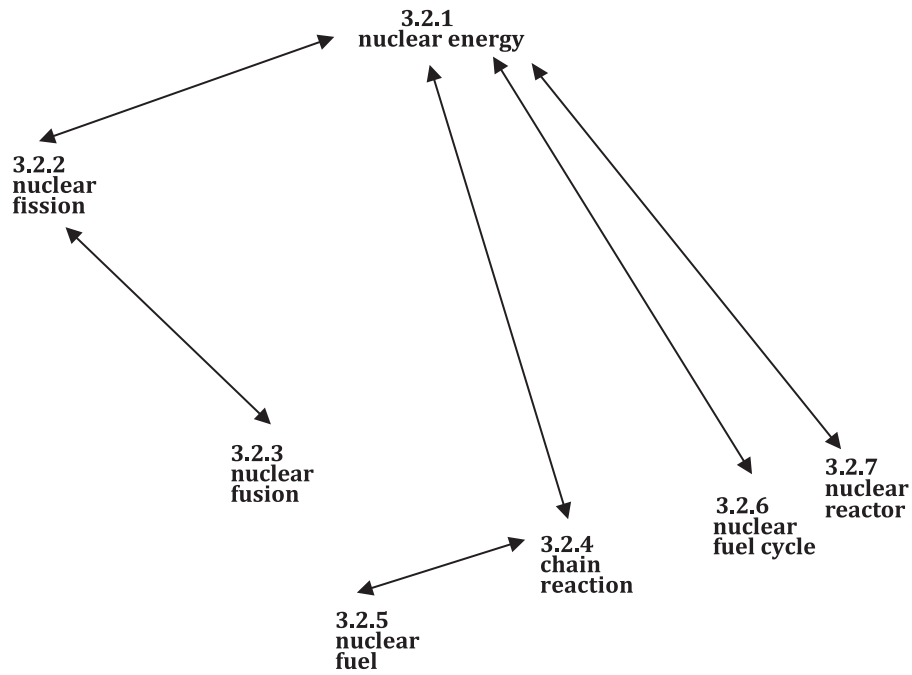 3.2.1
nuclear energy
3.2.2
nuclear
fission
3.2.3
nuclear
fusion
3.2.7
nuclear
reactor
3.2.6
nuclear
fuel cycle
3.2.4
chain
reaction
3.2.5
nuclear
fuel